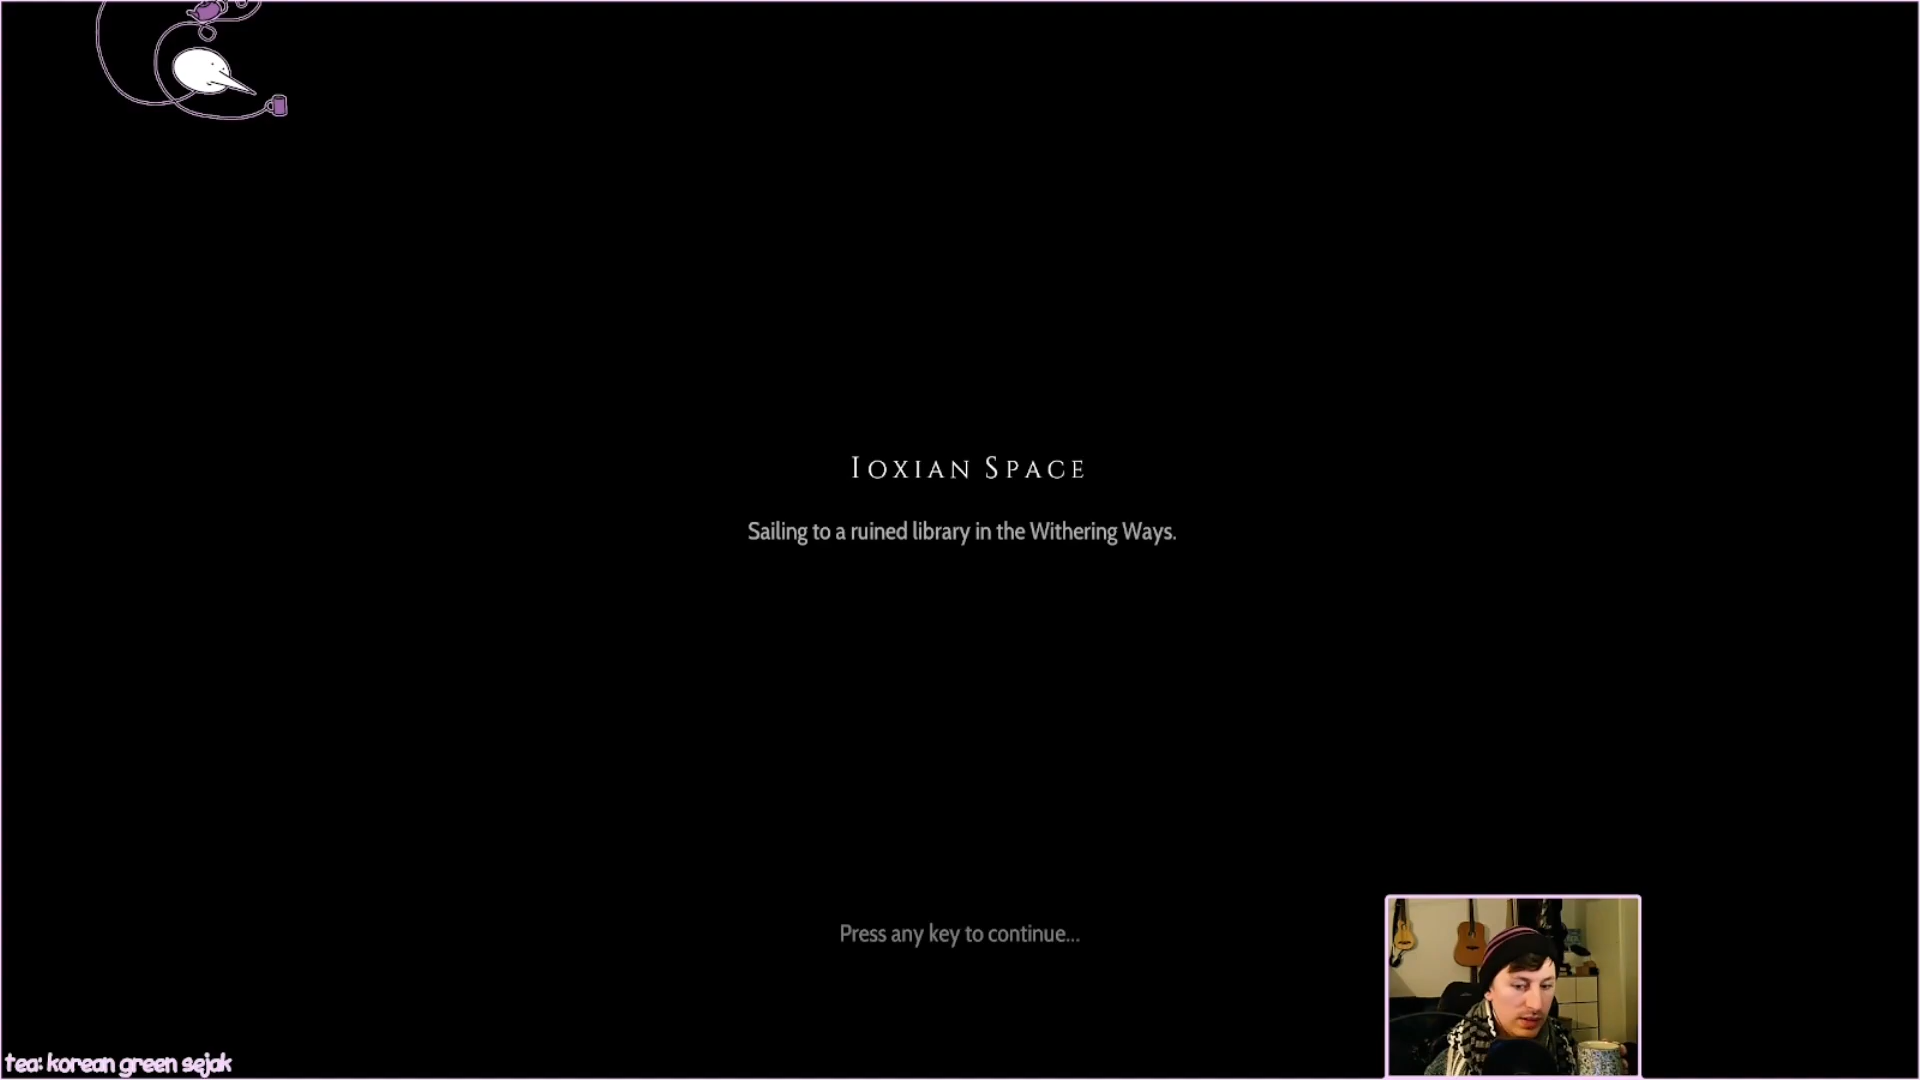 Ioxian Space
Sailing to a ruined library in the Withering Ways.
Press any key to continue...
tea: korean green sejak